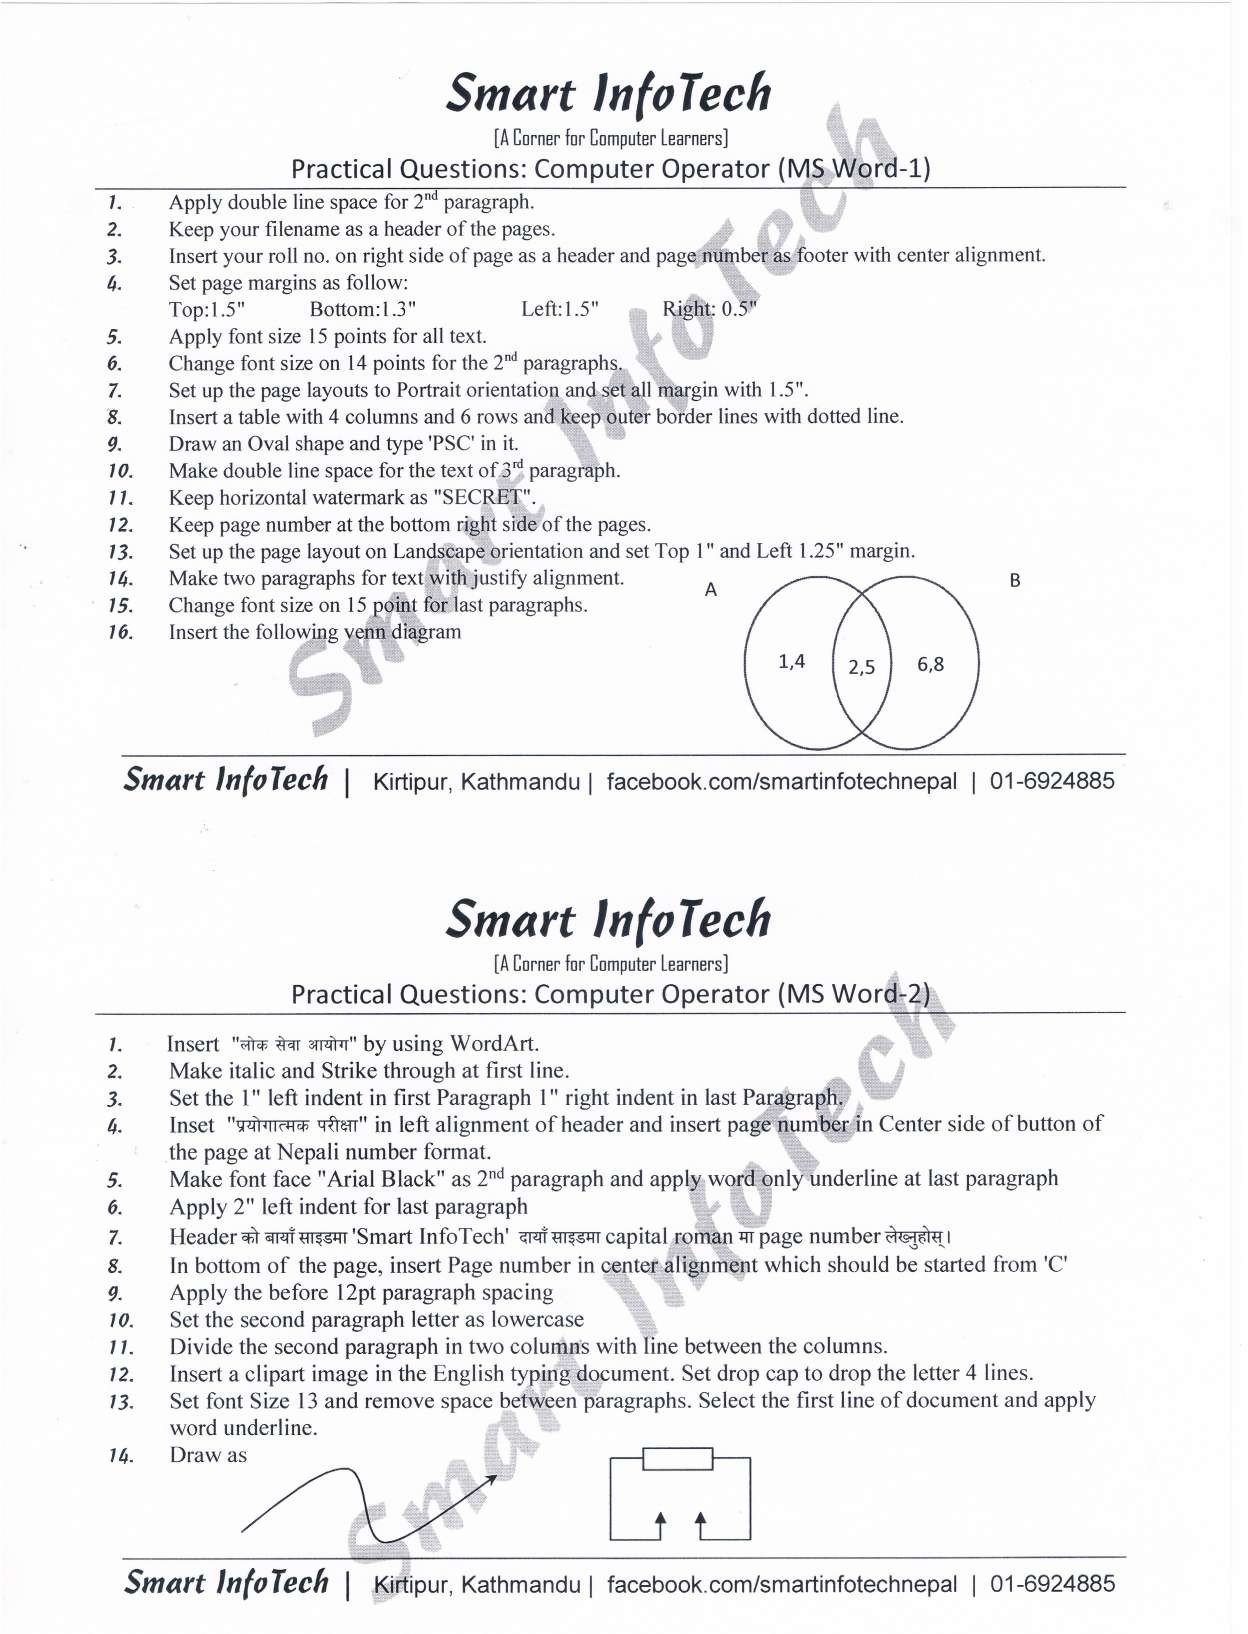 Smart InfoTech
[A Corner for Computer Learners]
Practical Questions: Computer Operator (MS Word-1)
1. Apply double line space for 2nd paragraph.
2. Keep your filename as a header of the pages.
3. Insert your roll no. on right side of page as a header and page number as footer with center alignment.
4. Set page margins as follow:
Top:1.5" Bottom:1.3" Left:1.5" Right: 0.5"
5. Apply font size 15 points for all text.
6. Change font size on 14 points for the 2nd paragraphs.
7. Set up the page layouts to Portrait orientation and set all margin with 1.5".
8. Insert a table with 4 columns and 6 rows and keep outer border lines with dotted line.
9. Draw an Oval shape and type 'PSC' in it.
10. Make double line space for the text of 3rd paragraph.
11. Keep horizontal watermark as "SECRET".
12. Keep page number at the bottom right side of the pages.
13. Set up the page layout on Landscape orientation and set Top 1" and Left 1.25" margin.
14. Make two paragraphs for text with justify alignment.
15. Change font size on 15 point for last paragraphs.
16. Insert the following venn diagram
A B
1,4 2,5 6,8
Smart InfoTech
Smart InfoTech | Kirtipur, Kathmandu | facebook.com/smartinfotechnepal | 01-6924885
Smart InfoTech
[A Corner for Computer Learners]
Practical Questions: Computer Operator (MS Word-2)
1. Insert "लोक सेवा आयोग" by using WordArt.
2. Make italic and Strike through at first line.
3. Set the 1" left indent in first Paragraph 1" right indent in last Paragraph.
4. Inset "प्रयोगात्मक परीक्षा" in left alignment of header and insert page number in Center side of button of
the page at Nepali number format.
5. Make font face "Arial Black" as 2nd paragraph and apply word only underline at last paragraph
6. Apply 2" left indent for last paragraph
7. Header को बायाँ साइडमा 'Smart InfoTech' दायाँ साइडमा capital roman मा page number लेख्नुहोस्।
8. In bottom of the page, insert Page number in center alignment which should be started from 'C'
9. Apply the before 12pt paragraph spacing
10. Set the second paragraph letter as lowercase
11. Divide the second paragraph in two columns with line between the columns.
12. Insert a clipart image in the English typing document. Set drop cap to drop the letter 4 lines.
13. Set font Size 13 and remove space between paragraphs. Select the first line of document and apply
word underline.
14. Draw as
Smart InfoTech
Smart InfoTech | Kirtipur, Kathmandu | facebook.com/smartinfotechnepal | 01-6924885